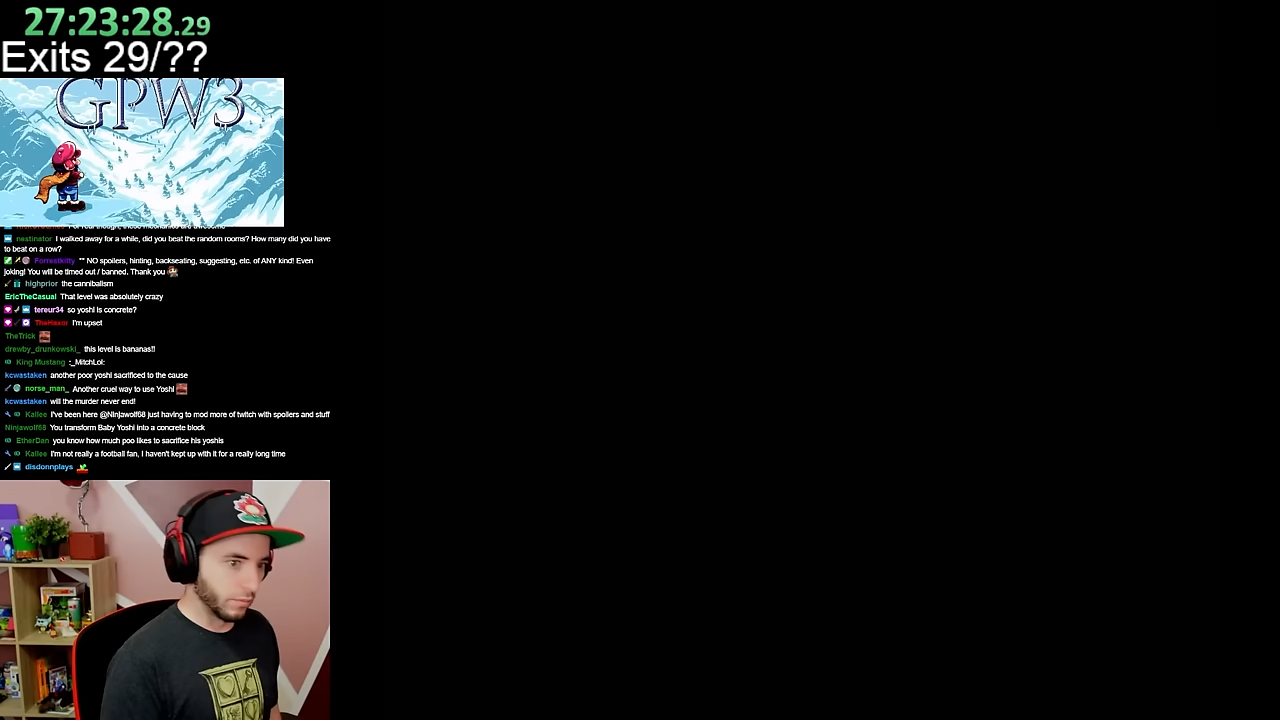 27:23:28.29
Exits 29/??
GPW3
nestinator I walked away for a while, did you beat the random rooms? How many did you have
to beat on a row?
Forrestkitty ** NO spoilers, hinting, backseating, suggesting, etc. of ANY kind! Even
joking! You will be timed out / banned. Thank you
highprior the cannibalism
EricTheCasual That level was absolutely crazy
tereur34 so yoshi is concrete?
TheHaxor I'm upset
TheTrick
drewby_drunkowski_ this level is bananas!!
King Mustang :_MitchLol:
kcwastaken another poor yoshi sacrificed to the cause
norse_man_ Another cruel way to use Yoshi
kcwastaken will the murder never end!
Kailee I've been here @Ninjawolf68 just having to mod more of twitch with spoilers and stuff
Ninjawolf68 You transform Baby Yoshi into a concrete block
EtherDan you know how much poo likes to sacrifice his yoshis
Kailee I'm not really a football fan, I haven't kept up with it for a really long time
disdonnplays